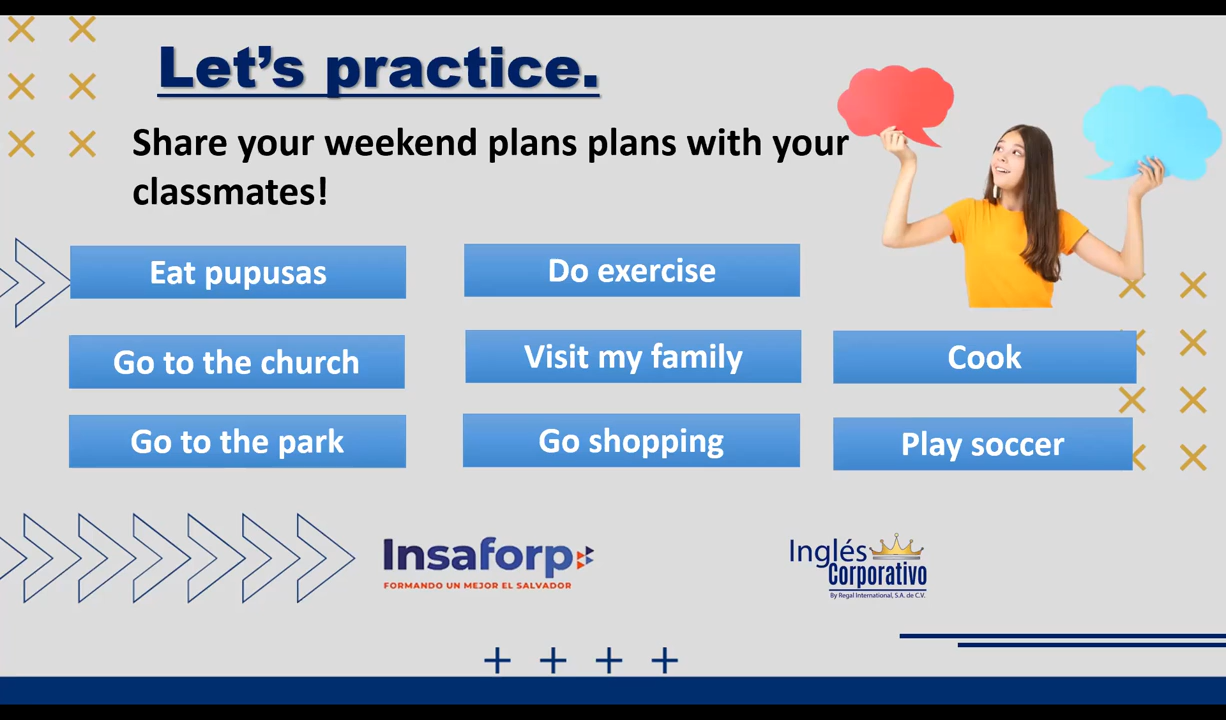 Let's practice.
Share your weekend plans plans with your
classmates!
Eat pupusas
Do exercise
Go to the church
Visit my family
Cook
Go to the park
Go shopping
Play soccer
Insaforp
FORMANDO UN MEJOR EL SALVADOR
Inglés
Corporativo
By Regal International, S.A. de C.V.